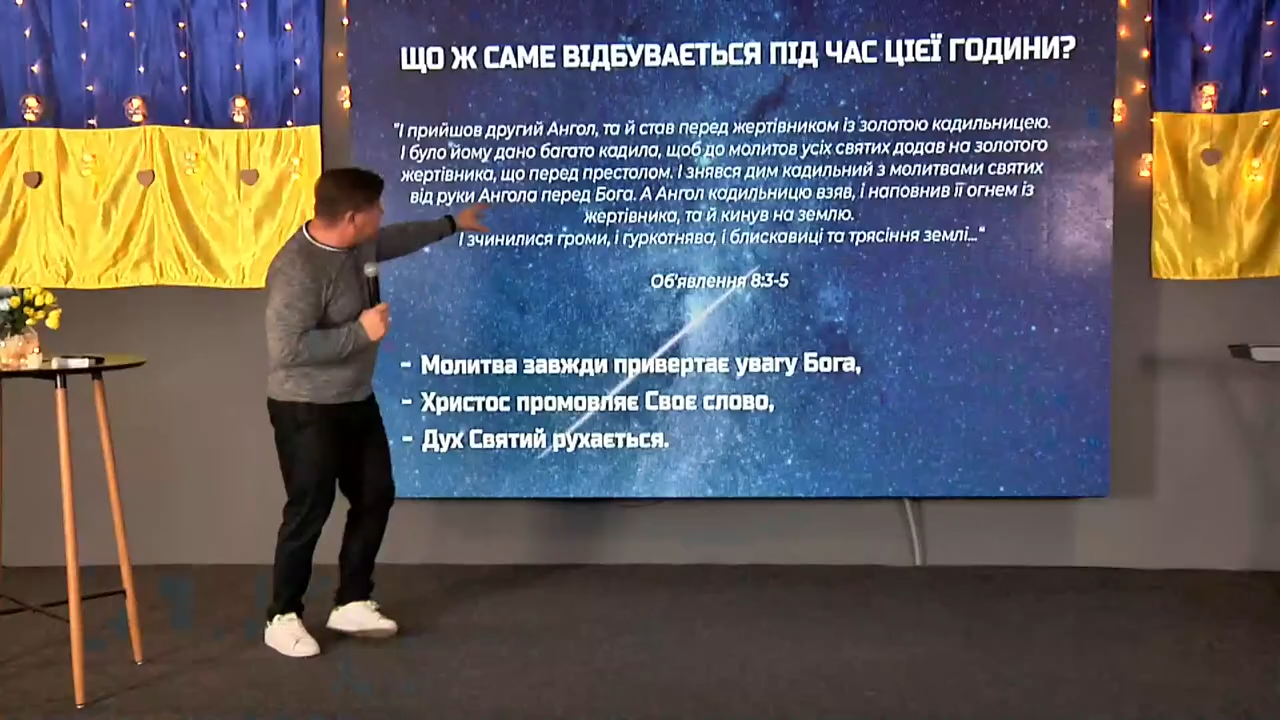 ЩО Ж САМЕ ВІДБУВАЄТЬСЯ ПІД ЧАС ЦІЄЇ ГОДИНИ?
"І прийшов другий Ангол, та й став перед жертівником із золотою кадильницею.
І було йому дано багато кадила, щоб до молитов усіх святих додав на золотого
жертівника, що перед престолом. І знявся дим кадильний з молитвами святих
від руки Ангола перед Бога. А Ангол кадильницю взяв, і наповнив її огнем із
жертівника, та й кинув на землю.
І зчинилися громи, і гуркотнява, і блискавиці та трясіння землі..."
Об'явлення 8:3-5
- Молитва завжди привертає увагу Бога,
- Христос промовляє Своє слово,
- Дух Святий рухається.